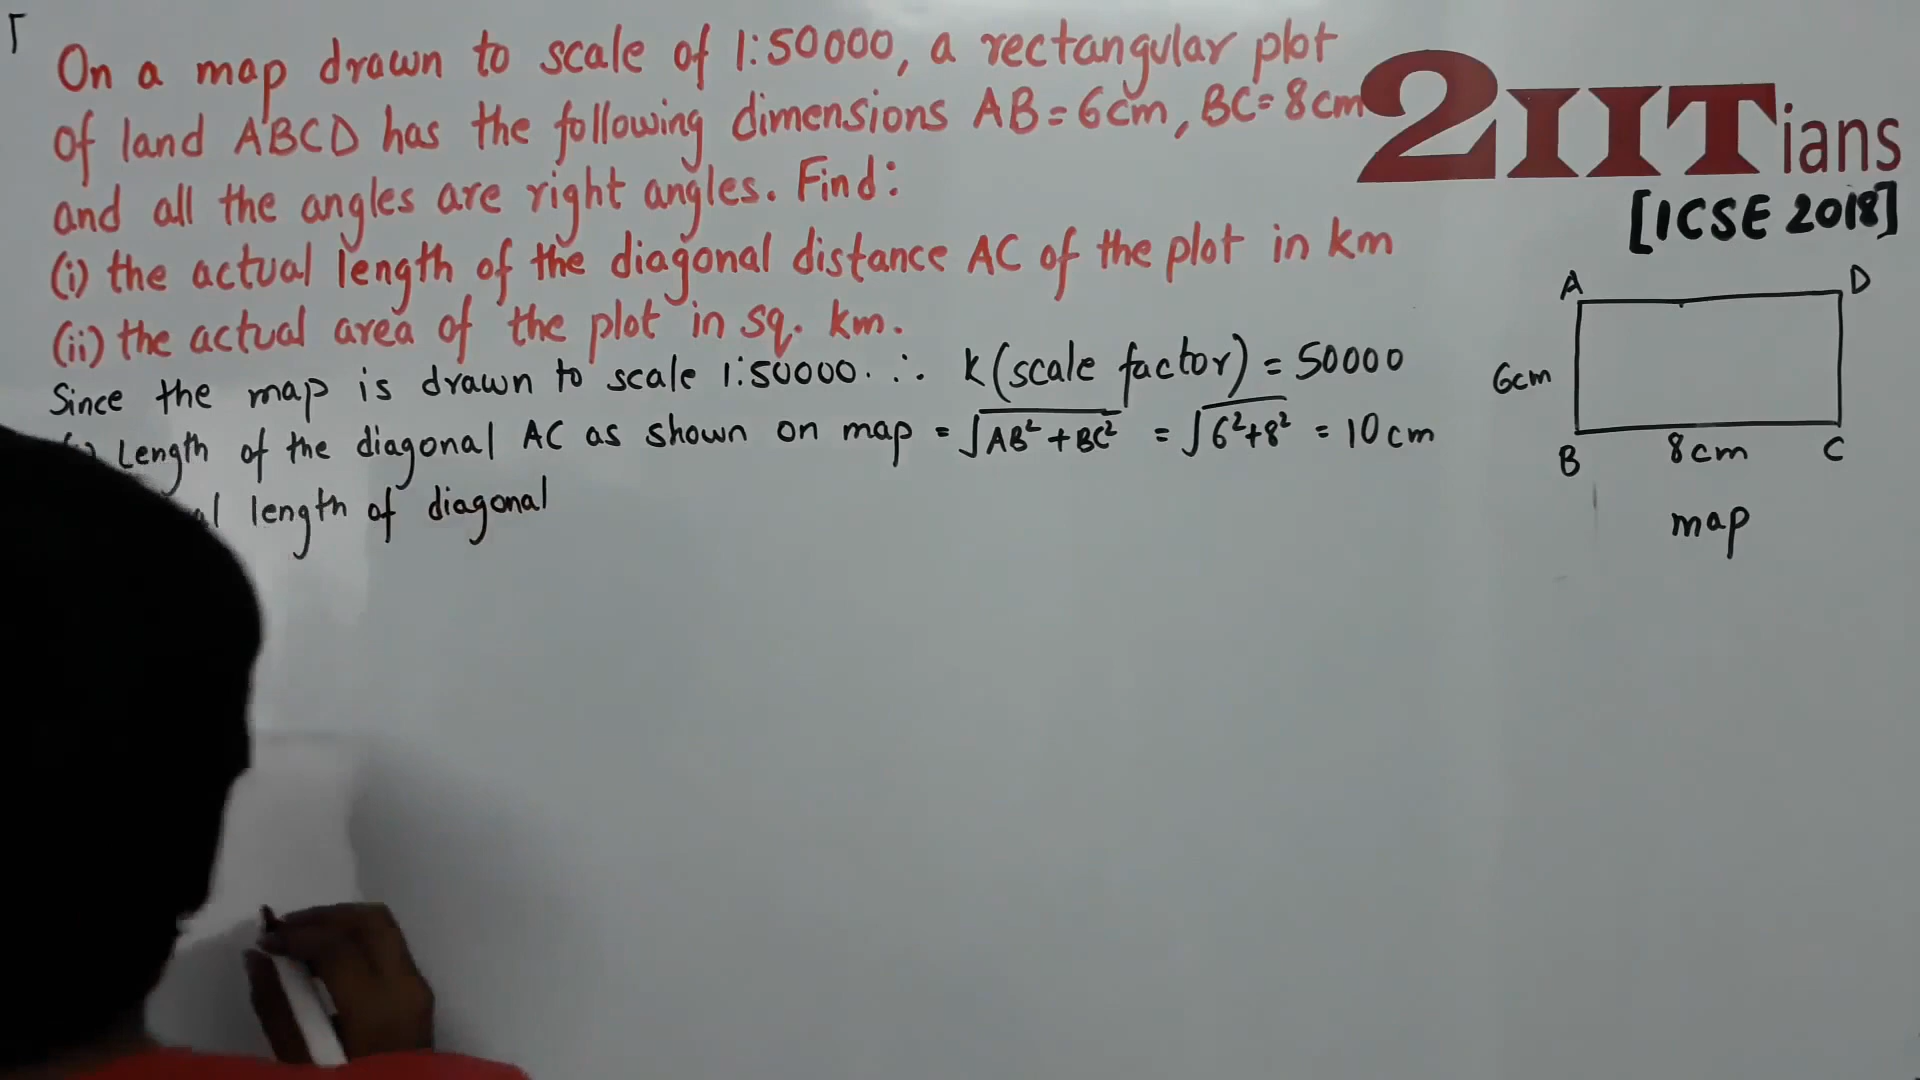 On a map drawn to scale of 1:50000, a rectangular plot
of land ABCD has the following dimensions AB=6cm, BC=8cm
and all the angles are right angles. Find:
(i) the actual length of the diagonal distance AC of the plot in km
(ii) the actual area of the plot in sq. km.
Since the map is drawn to scale 1:50000. ∴ K(scale factor) = 50000
Length of the diagonal AC as shown on map = √AB²+BC² = √6²+8² = 10cm
length of diagonal
2IITians
[ICSE 2018]
A D
6cm
B 8cm C
map